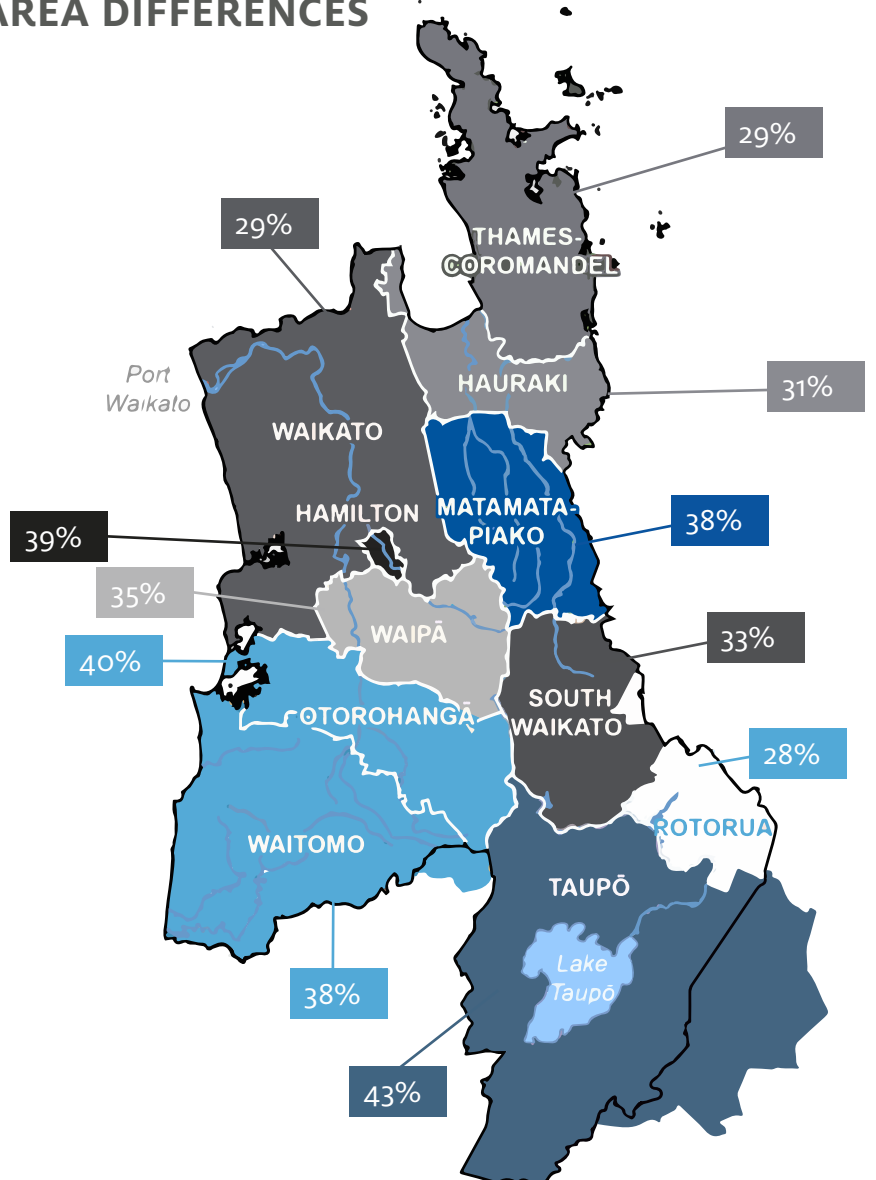 AREA DIFFERENCES
29%
29%
THAMES-
COROMANDEL
Port
Waikato
HAURAKI
31%
WAIKATO
HAMILTON
MATAMATA-
PIAKO
38%
39%
35%
WAIPĀ
33%
40%
SOUTH
WAIKATO
OTOROHANGĀ
28%
ROTORUA
WAITOMO
TAUPŌ
Lake
Taupō
38%
43%